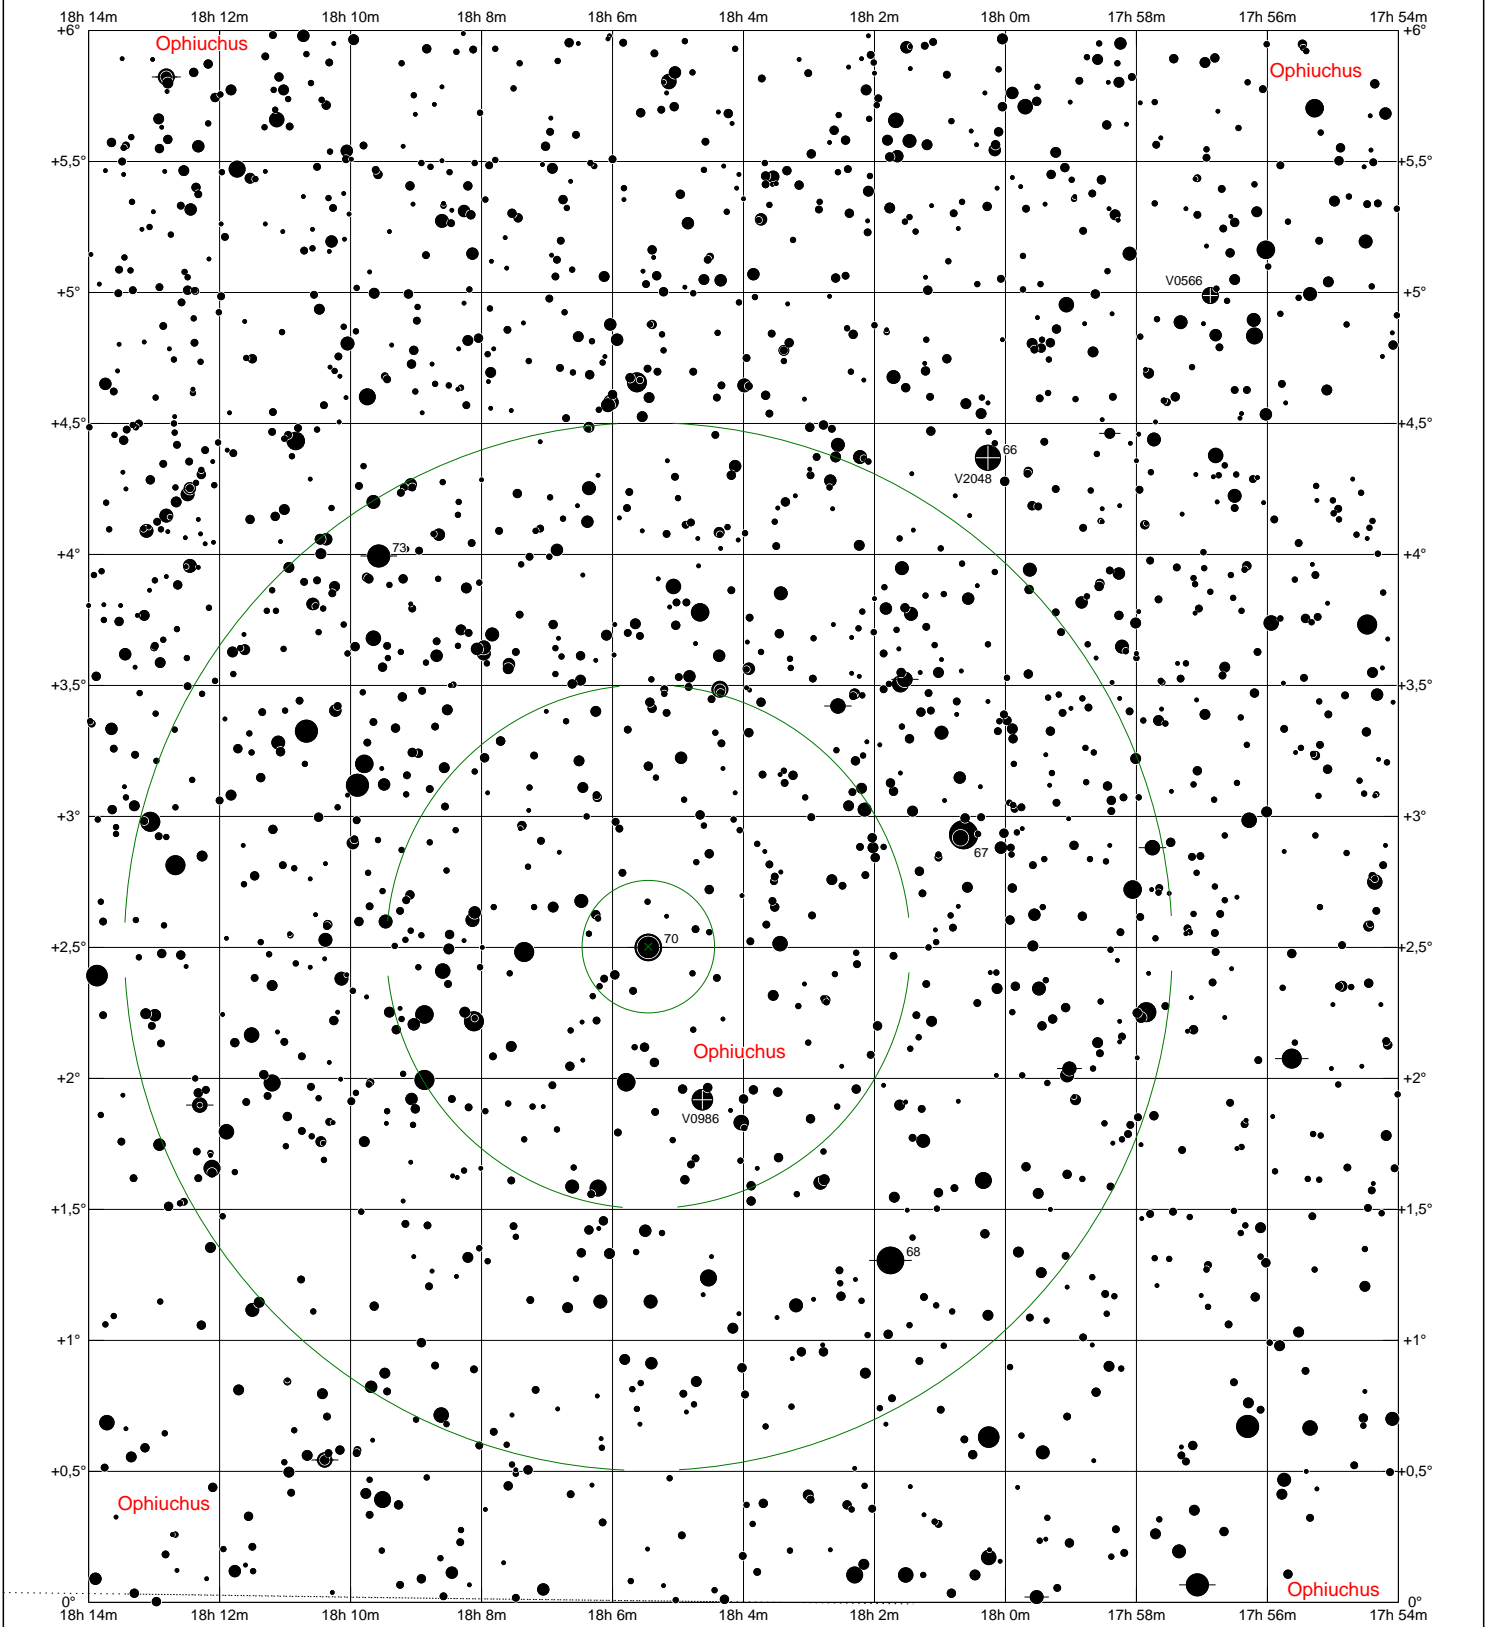 18h 14m 18h 12m 18h 10m 18h 8m 18h 6m 18h 4m 18h 2m 18h 0m 17h 58m 17h 56m 17h 54m
+6° +6°
Ophiuchus
Ophiuchus
+5,5° +5,5°
V0566
+5° +5°
+4,5° +4,5°
66
V2048
73
+4° +4°
+3,5° +3,5°
+3° +3°
67
70
+2,5° +2,5°
Ophiuchus
+2° +2°
V0986
+1,5° +1,5°
68
+1° +1°
+0,5° +0,5°
Ophiuchus
Ophiuchus
0° 0°
18h 14m 18h 12m 18h 10m 18h 8m 18h 6m 18h 4m 18h 2m 18h 0m 17h 58m 17h 56m 17h 54m